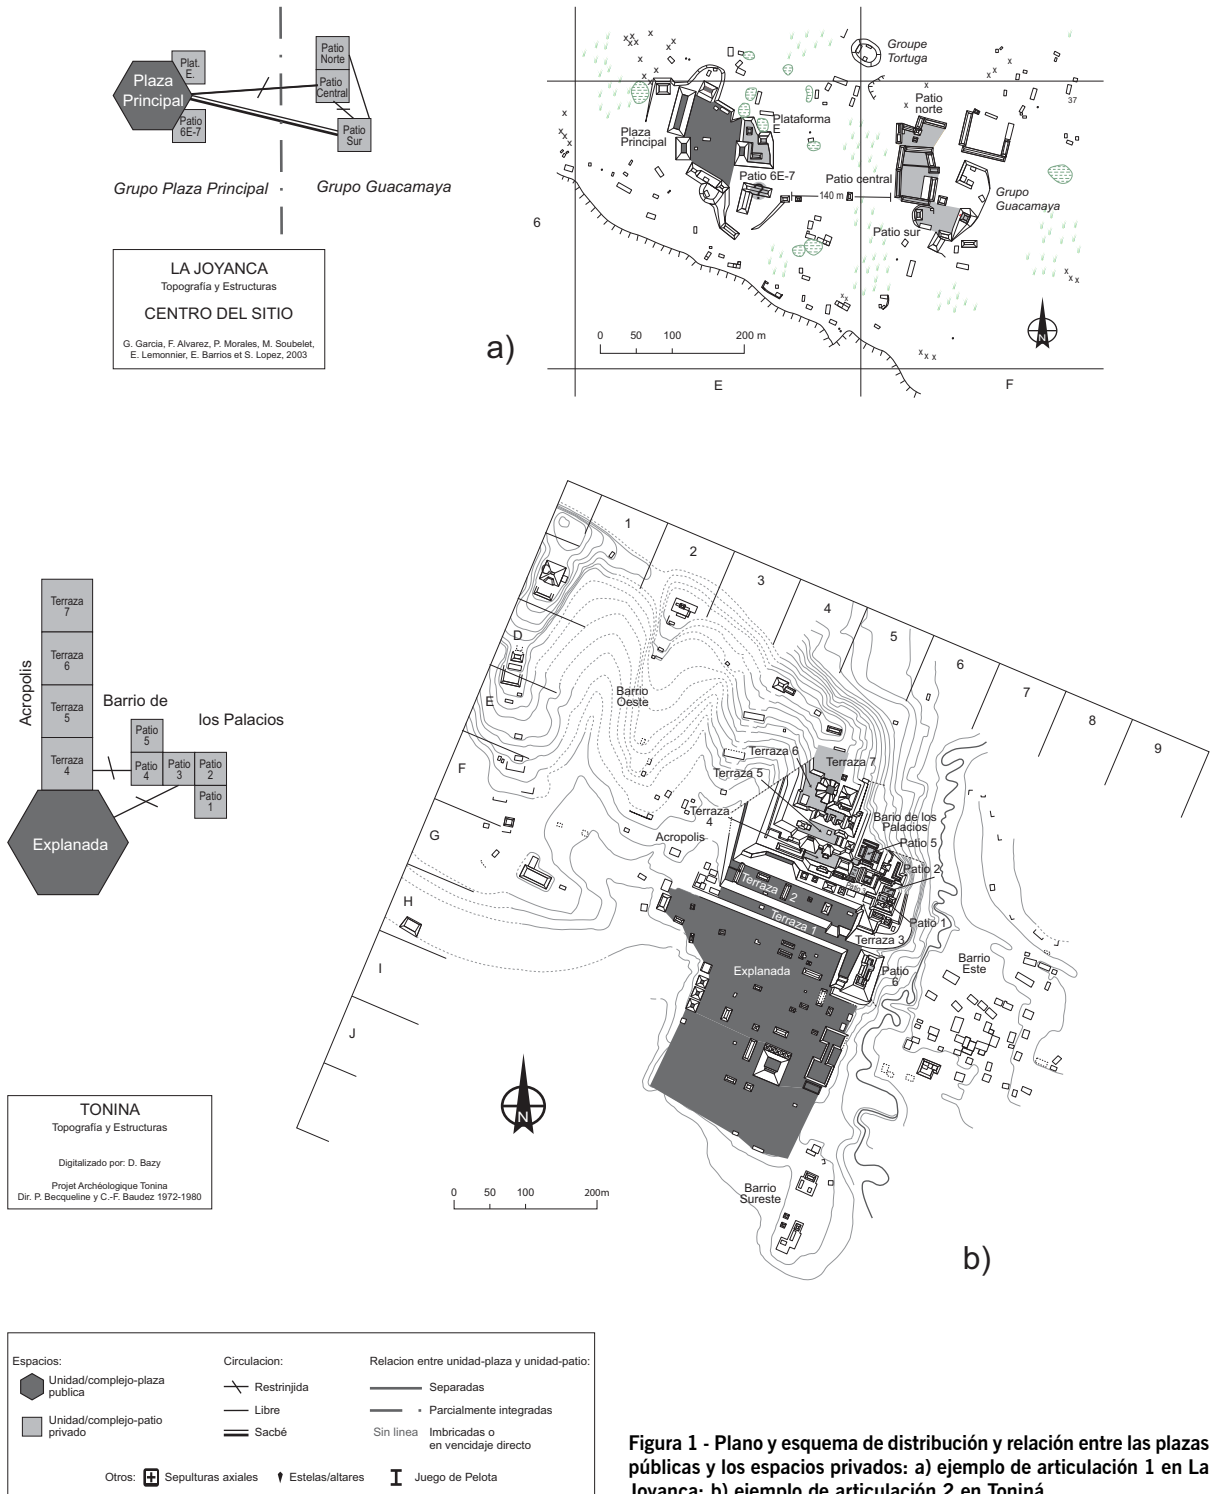 Plat.
E.
Plaza
Principal
Patio
6E-7
Patio
Norte
Patio
Central
Patio
Sur
Grupo Plaza Principal
Grupo Guacamaya
LA JOYANCA
Topografía y Estructuras
CENTRO DEL SITIO
G. Garcia, F. Alvarez, P. Morales, M. Soubelet,
E. Lemonnier, E. Barrios et S. Lopez, 2003
a)
Groupe
Tortuga
Patio
norte
37
Plataforma
E
Plaza
Principal
Patio 6E-7
Patio central
140 m
Grupo
Guacamaya
Patio sur
6
0 50 100 200 m
N
E
F
Terraza
7
Terraza
6
Terraza
5
Terraza
4
Acropolis
Barrio de
los Palacios
Patio
5
Patio
4
Patio
3
Patio
2
Patio
1
Explanada
TONINA
Topografía y Estructuras
Digitalizado por: D. Bazy
Projet Archéologique Tonina
Dir. P. Becqueline y C.-F. Baudez 1972-1980
1
2
3
4
5
6
7
8
9
D
E
F
G
H
I
J
Barrio
Oeste
Terraza 6
Terraza 7
Terraza 5
Terraza
4
Bario de los
Palacios
Patio 5
Acropolis
Patio 2
Terraza 2
Terraza 1
Patio 1
Terraza 3
Explanada
Patio
6
Barrio
Este
N
0 50 100 200m
Barrio
Sureste
b)
Espacios:
Unidad/complejo-plaza
publica
Unidad/complejo-patio
privado
Circulacion:
Restrinjida
Libre
Sacbé
Relacion entre unidad-plaza y unidad-patio:
Separadas
Parcialmente integradas
Sin linea Imbricadas o
en vencidaje directo
Otros: Sepulturas axiales Estelas/altares Juego de Pelota
Figura 1 - Plano y esquema de distribución y relación entre las plazas
públicas y los espacios privados: a) ejemplo de articulación 1 en La
Joyanca; b) ejemplo de articulación 2 en Toniná